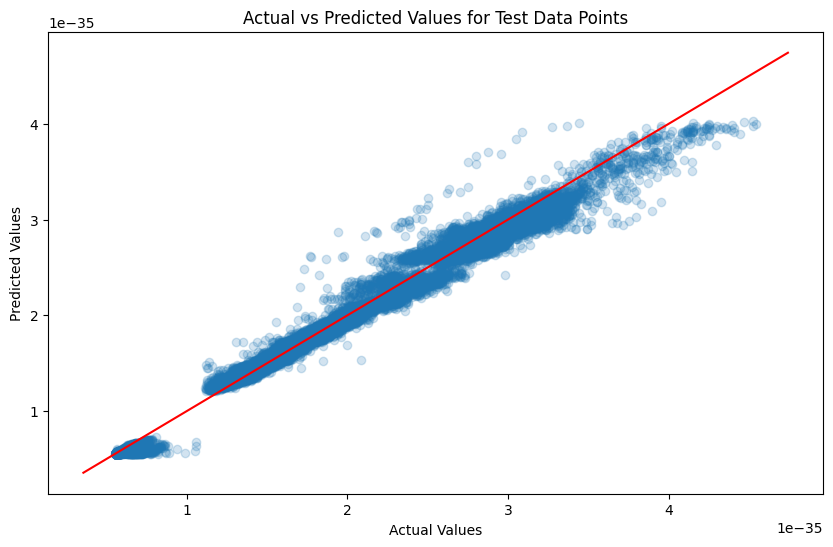 Actual vs Predicted Values for Test Data Points
1e−35
4
3
2
1
Predicted Values
1 2 3 4
1e−35
Actual Values